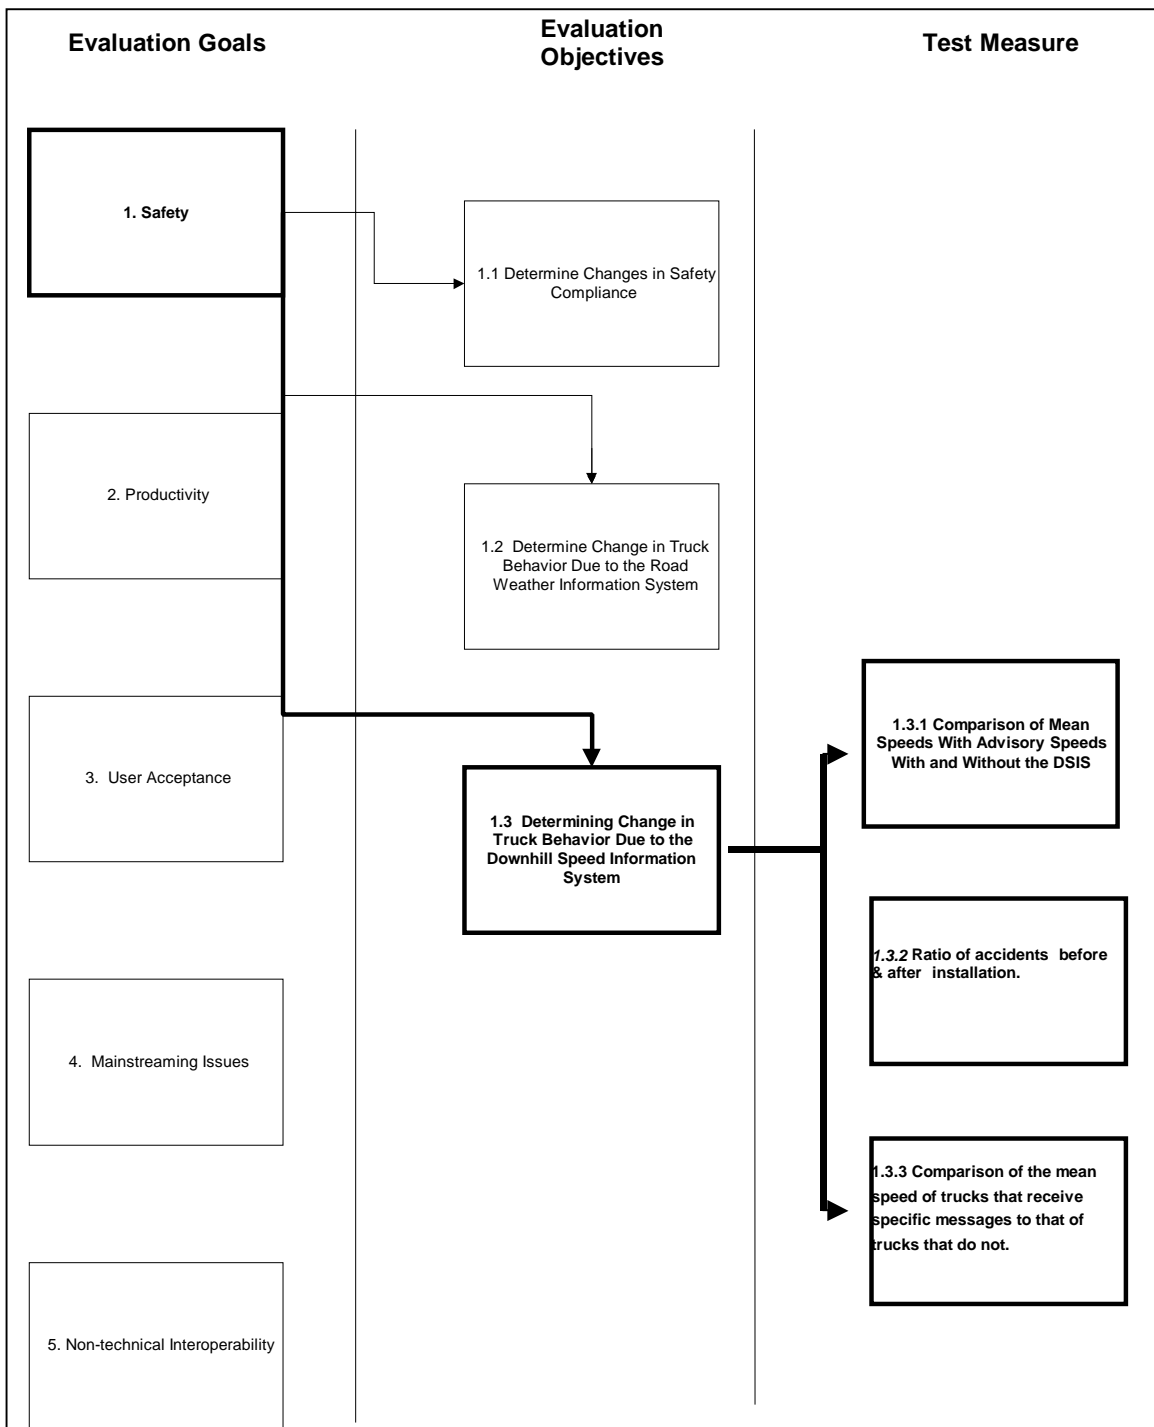 Evaluation Goals
Evaluation
Objectives
Test Measure
1. Safety
1.1 Determine Changes in Safety
Compliance
2. Productivity
1.2 Determine Change in Truck
Behavior Due to the Road
Weather Information System
3. User Acceptance
1.3 Determining Change in
Truck Behavior Due to the
Downhill Speed Information
System
1.3.1 Comparison of Mean
Speeds With Advisory Speeds
With and Without the DSIS
1.3.2 Ratio of accidents before
& after installation.
4. Mainstreaming Issues
1.3.3 Comparison of the mean
speed of trucks that receive
specific messages to that of
trucks that do not.
5. Non-technical Interoperability